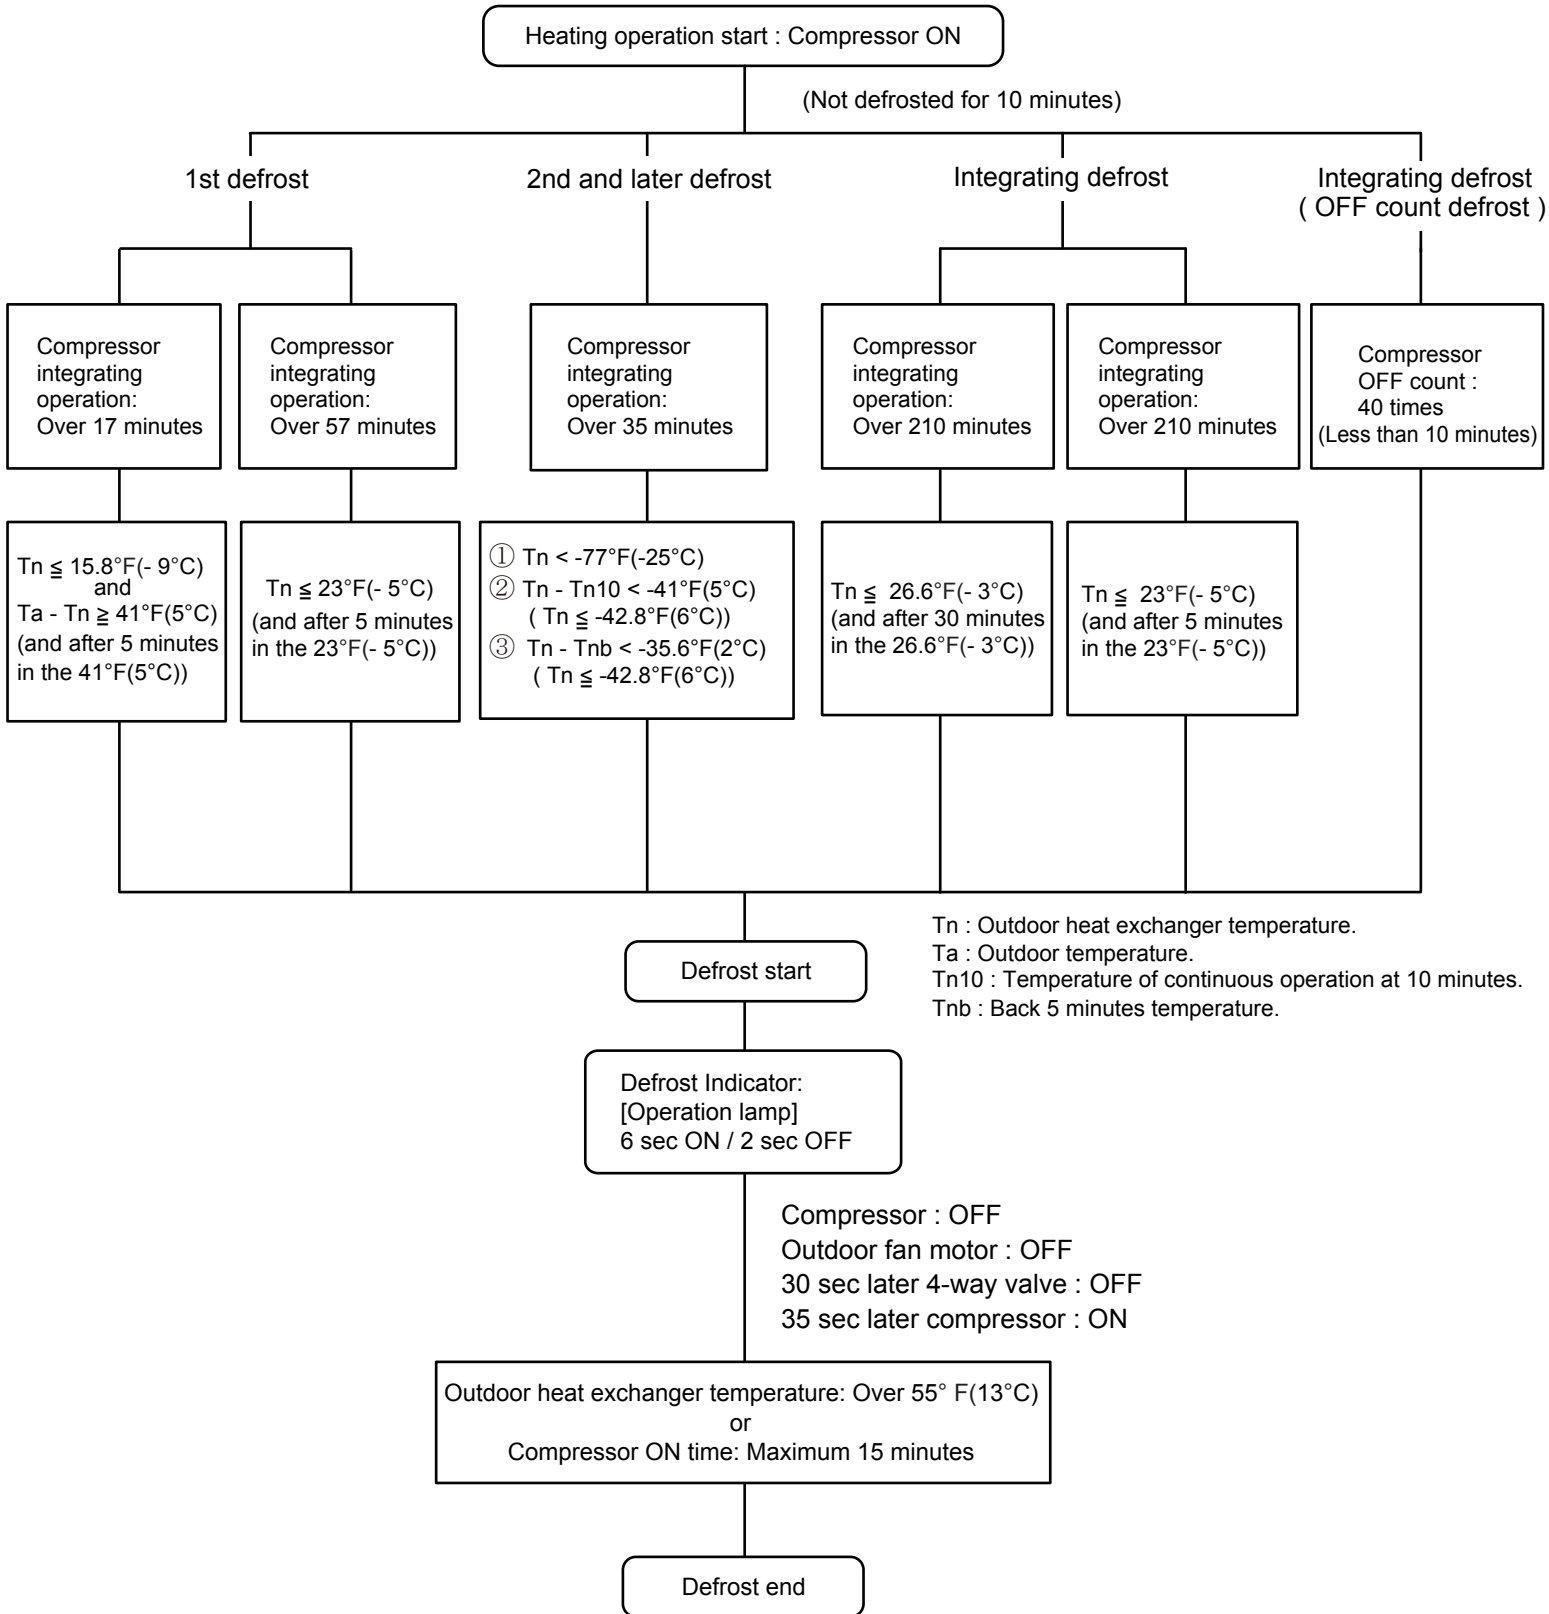 Heating operation start : Compressor ON
(Not defrosted for 10 minutes)
1st defrost
2nd and later defrost
Integrating defrost
Integrating defrost
( OFF count defrost )
Compressor
integrating
operation:
Over 17 minutes
Compressor
integrating
operation:
Over 57 minutes
Compressor
integrating
operation:
Over 35 minutes
Compressor
integrating
operation:
Over 210 minutes
Compressor
integrating
operation:
Over 210 minutes
Compressor
OFF count :
40 times
(Less than 10 minutes)
Tn ≦ 15.8°F(- 9°C)
and
Ta - Tn ≧ 41°F(5°C)
(and after 5 minutes
in the 41°F(5°C))
Tn ≦ 23°F(- 5°C)
(and after 5 minutes
in the 23°F(- 5°C))
① Tn < -77°F(-25°C)
② Tn - Tn10 < -41°F(5°C)
( Tn ≦ -42.8°F(6°C))
③ Tn - Tnb < -35.6°F(2°C)
( Tn ≦ -42.8°F(6°C))
Tn ≦ 26.6°F(- 3°C)
(and after 30 minutes
in the 26.6°F(- 3°C))
Tn ≦ 23°F(- 5°C)
(and after 5 minutes
in the 23°F(- 5°C))
Tn : Outdoor heat exchanger temperature.
Ta : Outdoor temperature.
Tn10 : Temperature of continuous operation at 10 minutes.
Tnb : Back 5 minutes temperature.
Defrost start
Defrost Indicator:
[Operation lamp]
6 sec ON / 2 sec OFF
Compressor : OFF
Outdoor fan motor : OFF
30 sec later 4-way valve : OFF
35 sec later compressor : ON
Outdoor heat exchanger temperature: Over 55° F(13°C)
or
Compressor ON time: Maximum 15 minutes
Defrost end